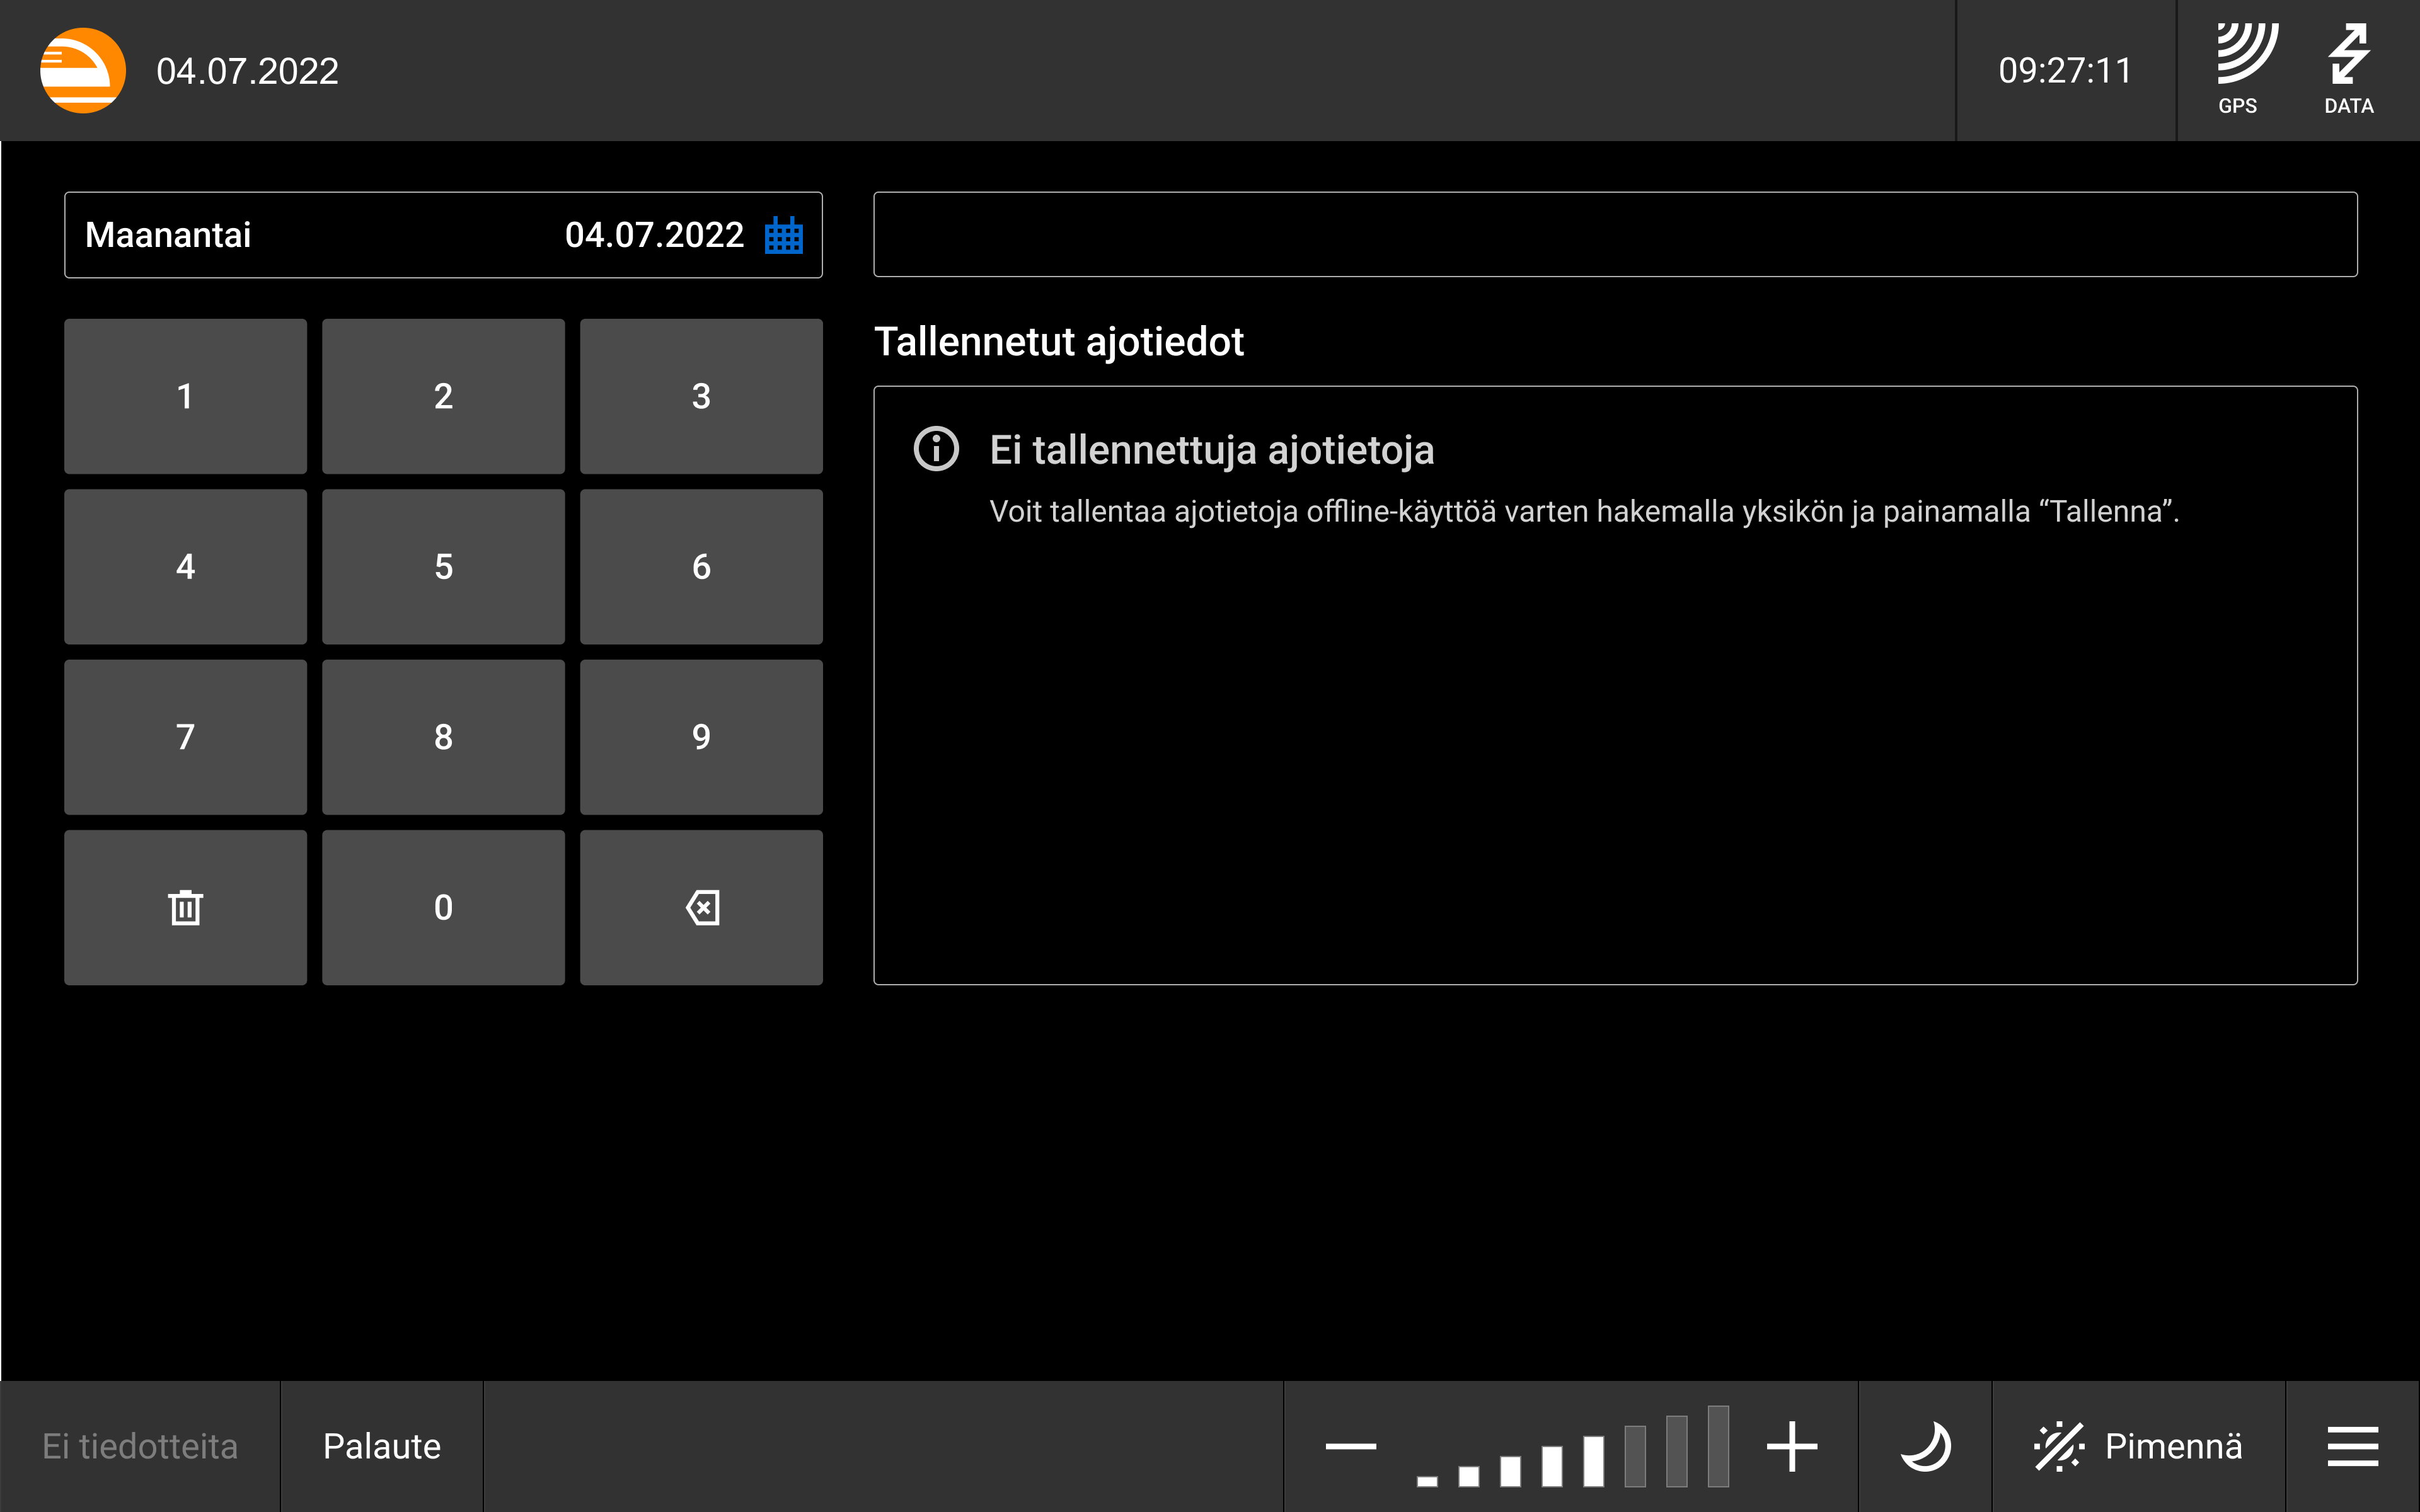 04.07.2022
09:27:11
GPS
DATA
Maanantai 04.07.2022
1 2 3
4 5 6
7 8 9
0
Tallennetut ajotiedot
Ei tallennettuja ajotietoja
Voit tallentaa ajotietoja offline-käyttöä varten hakemalla yksikön ja painamalla “Tallenna”.
Ei tiedotteita
Palaute
Pimennä